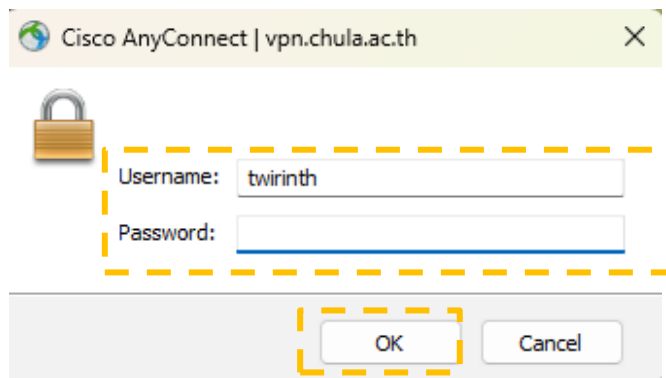 Cisco AnyConnect | vpn.chula.ac.th
Username: twirinth
Password:
OK Cancel